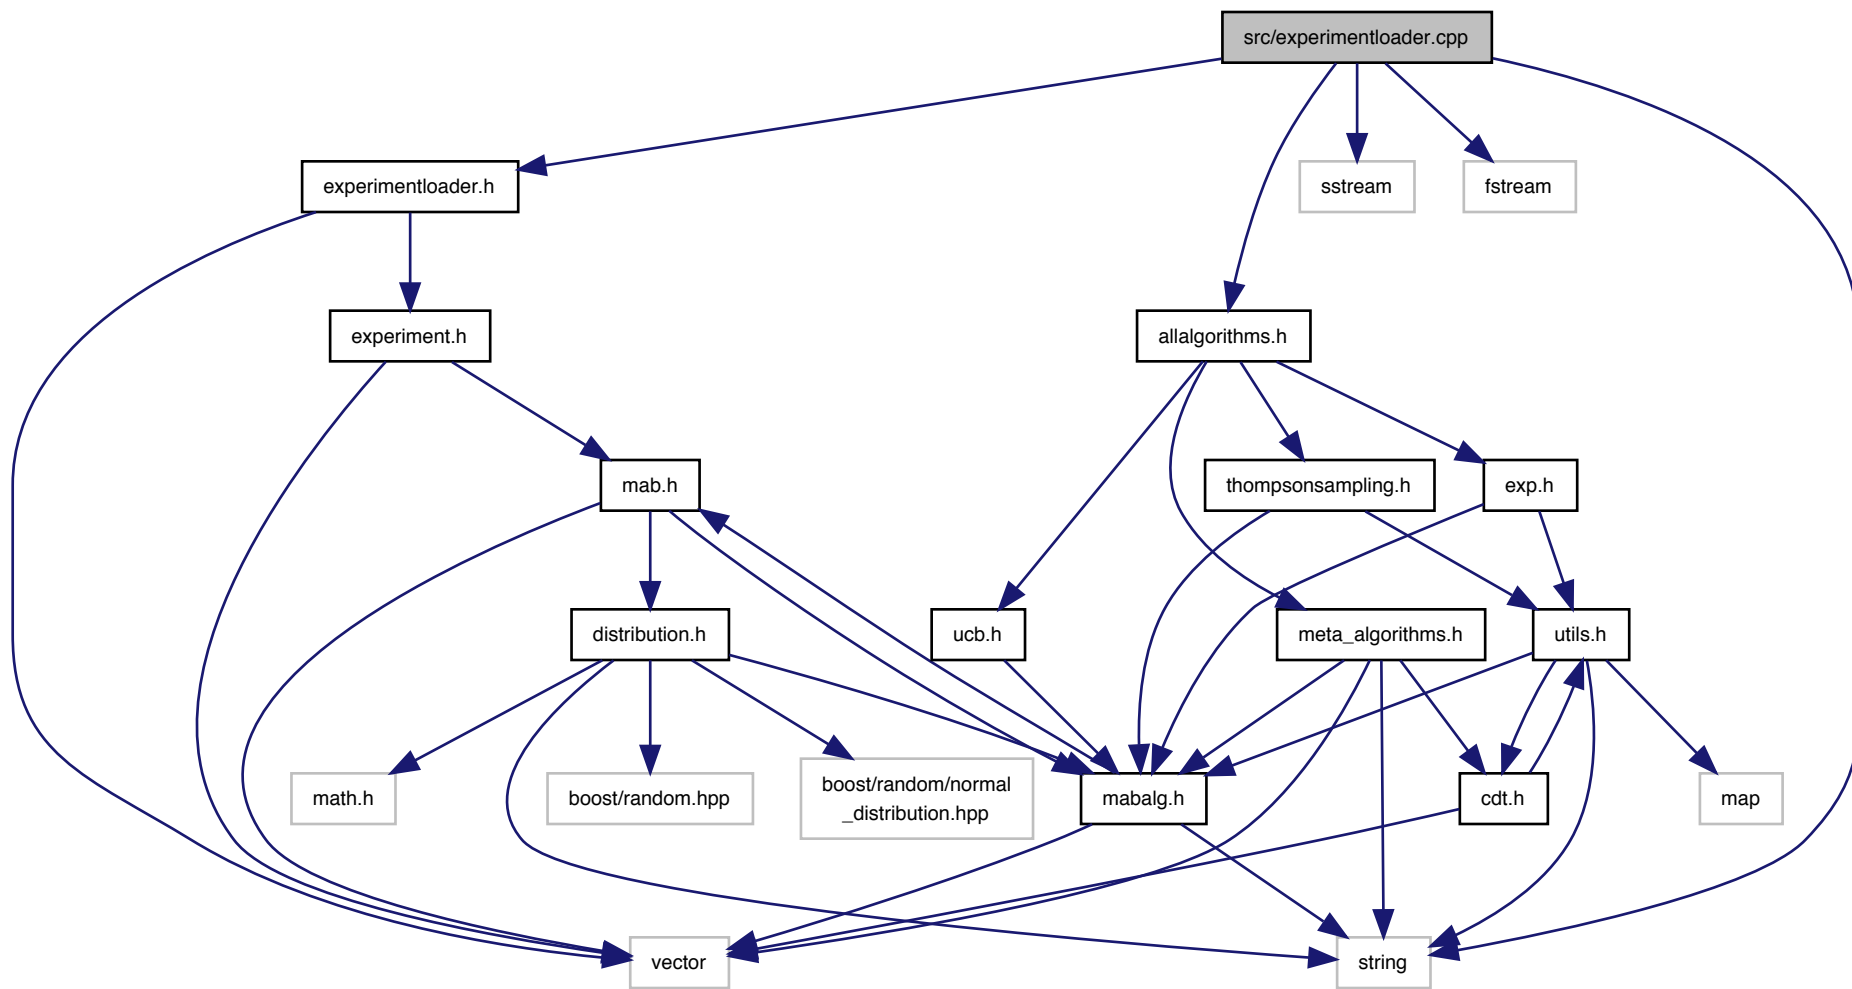 src/experimentloader.cpp
experimentloader.h
sstream
fstream
experiment.h
allalgorithms.h
mab.h
thompsonsampling.h
exp.h
distribution.h
ucb.h
meta_algorithms.h
utils.h
math.h
boost/random.hpp
boost/random/normal
_distribution.hpp
mabalg.h
cdt.h
map
vector
string